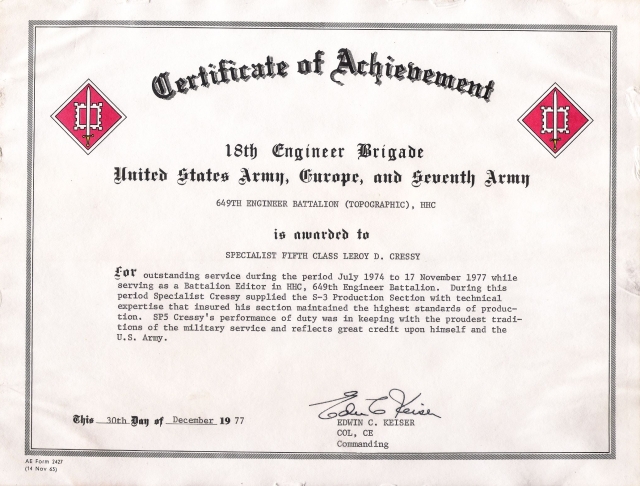 Certificate of Achievement
18th Engineer Brigade
United States Army, Europe, and Seventh Army
649TH ENGINEER BATTALION (TOPOGRAPHIC), HHC
is awarded to
SPECIALIST FIFTH CLASS LEROY D. CRESSY
For outstanding service during the period July 1974 to 17 November 1977 while
serving as a Battalion Editor in HHC, 649th Engineer Battalion. During this
period Specialist Cressy supplied the S-3 Production Section with technical
expertise that insured his section maintained the highest standards of produc-
tion. SP5 Cressy's performance of duty was in keeping with the proudest tradi-
tions of the military service and reflects great credit upon himself and the
U.S. Army.
Edwin C Keiser
This 30th Day of December 19 77
EDWIN C. KEISER
COL, CE
Commanding
AE Form 2427
(14 Nov 65)